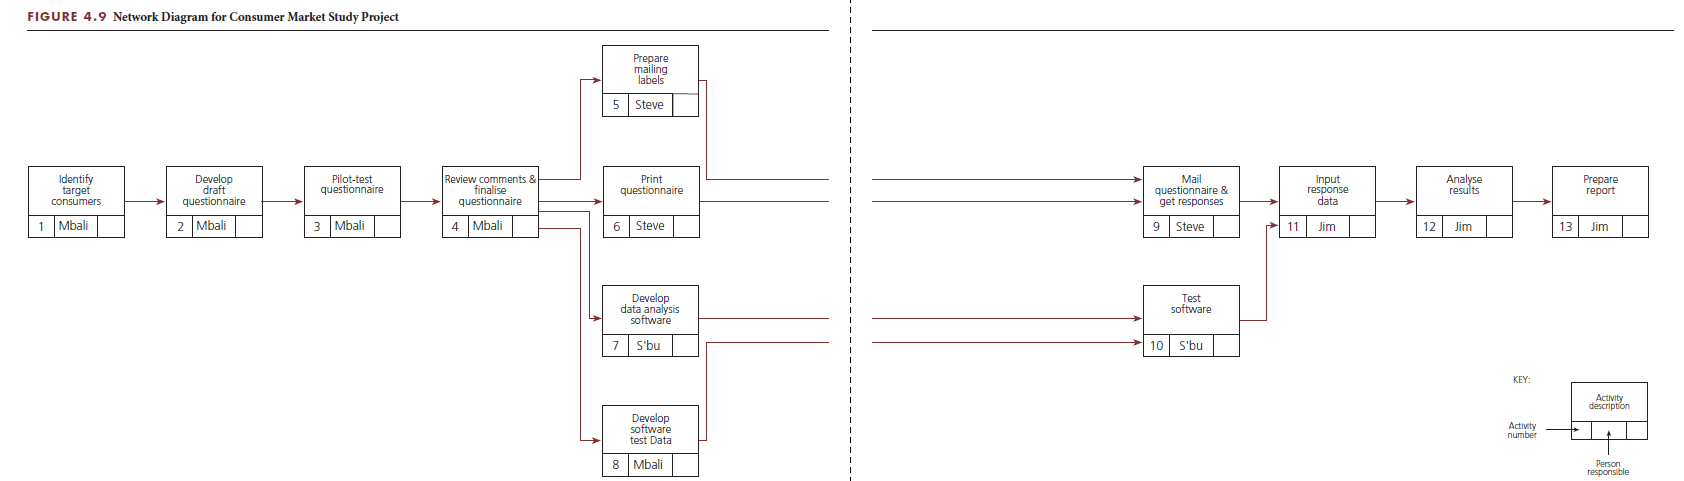 FIGURE 4.9 Network Diagram for Consumer Market Study Project
Prepare
mailing
labels
5 Steve
Identify
target
consumers
1 Mbali
Develop
draft
questionnaire
2 Mbali
Pilot-test
questionnaire
3 Mbali
Review comments &
finalise
questionnaire
4 Mbali
Print
questionnaire
6 Steve
Mail
questionnaire &
get responses
9 Steve
Input
response
data
11 Jim
Analyse
results
12 Jim
Prepare
report
13 Jim
Develop
data analysis
software
7 S'bu
Test
software
10 S'bu
Develop
software
test Data
8 Mbali
KEY:
Activity
description
Activity
number
Person
responsible